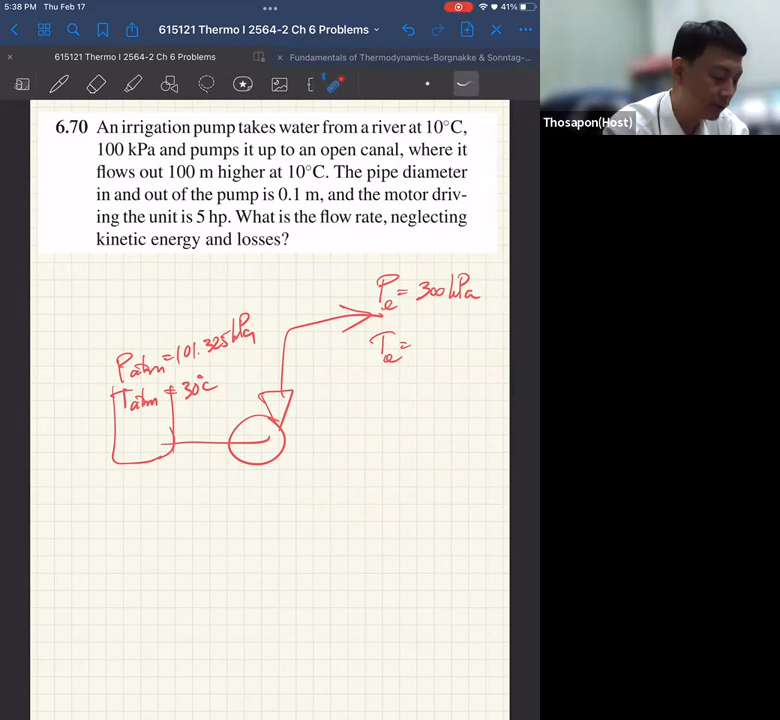 5:38 PM Thu Feb 17
41%
615121 Thermo I 2564-2 Ch 6 Problems
615121 Thermo I 2564-2 Ch 6 Problems
Fundamentals of Thermodynamics-Borgnakke & Sonntag-...
Thosapon(Host)
6.70 An irrigation pump takes water from a river at 10°C,
100 kPa and pumps it up to an open canal, where it
flows out 100 m higher at 10°C. The pipe diameter
in and out of the pump is 0.1 m, and the motor driv-
ing the unit is 5 hp. What is the flow rate, neglecting
kinetic energy and losses?
Pe = 300 kPa
Te =
Patm = 101.325 kPa
Tatm = 30°C